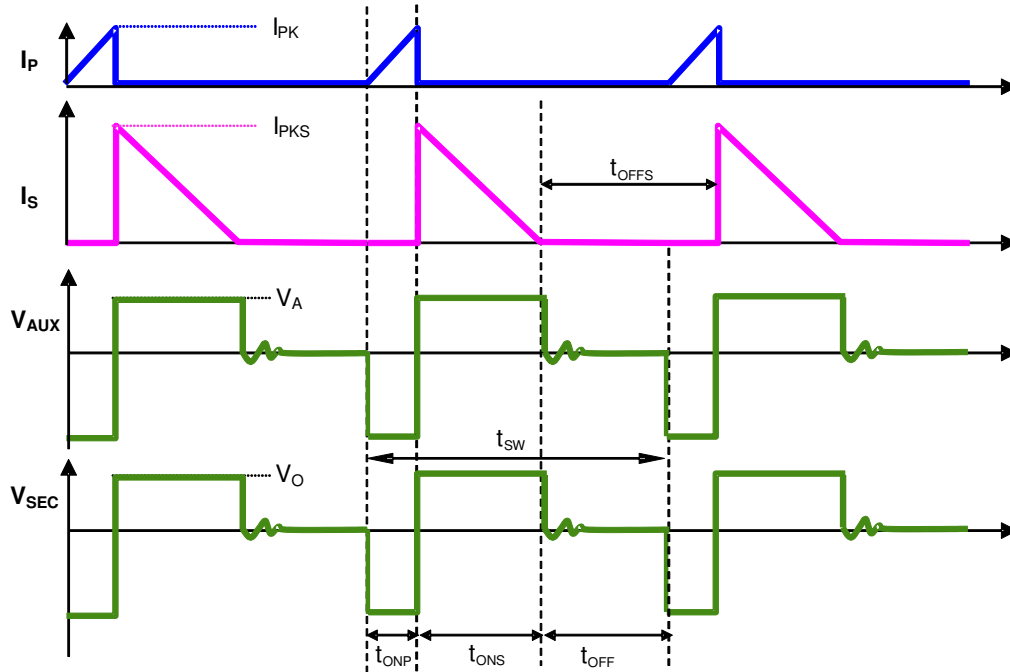 I_PK
I_P
I_PKS
t_OFFS
I_S
V_A
V_AUX
t_SW
V_O
V_SEC
t_ONP t_ONS t_OFF